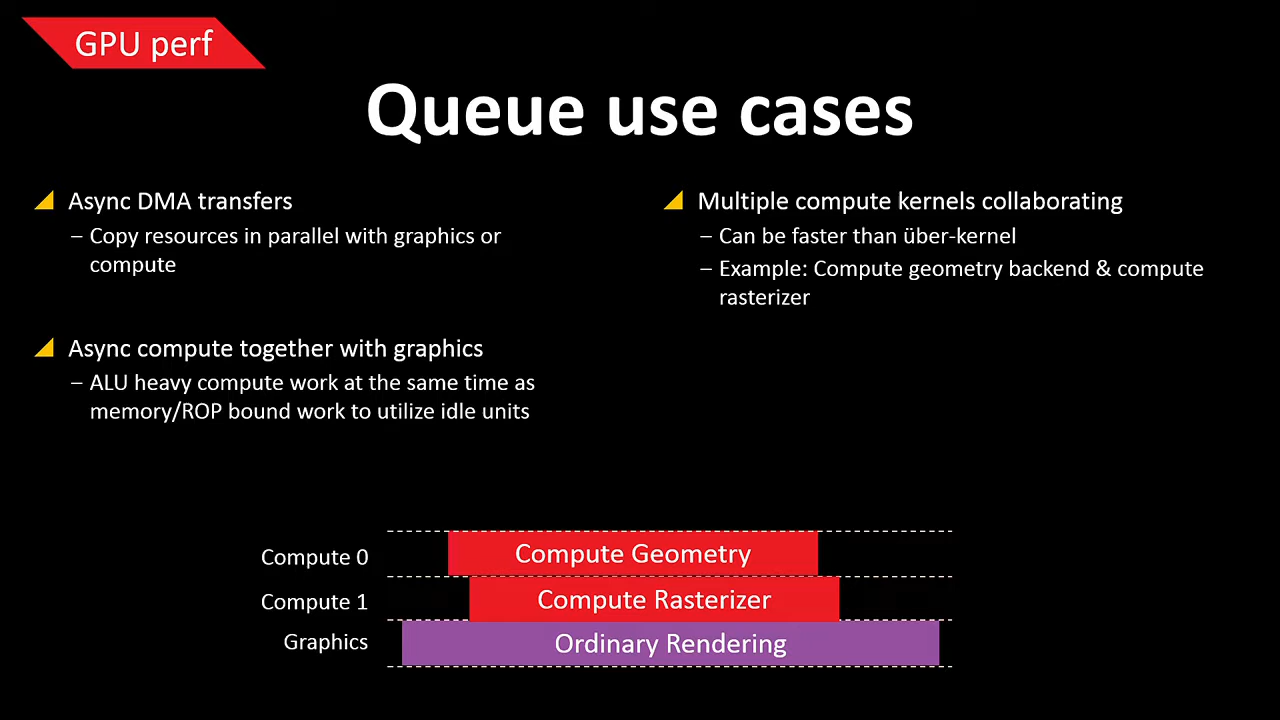 GPU perf
Queue use cases
Async DMA transfers
– Copy resources in parallel with graphics or
compute
Async compute together with graphics
– ALU heavy compute work at the same time as
memory/ROP bound work to utilize idle units
Multiple compute kernels collaborating
– Can be faster than über-kernel
– Example: Compute geometry backend & compute
rasterizer
Compute 0
Compute Geometry
Compute 1
Compute Rasterizer
Graphics
Ordinary Rendering